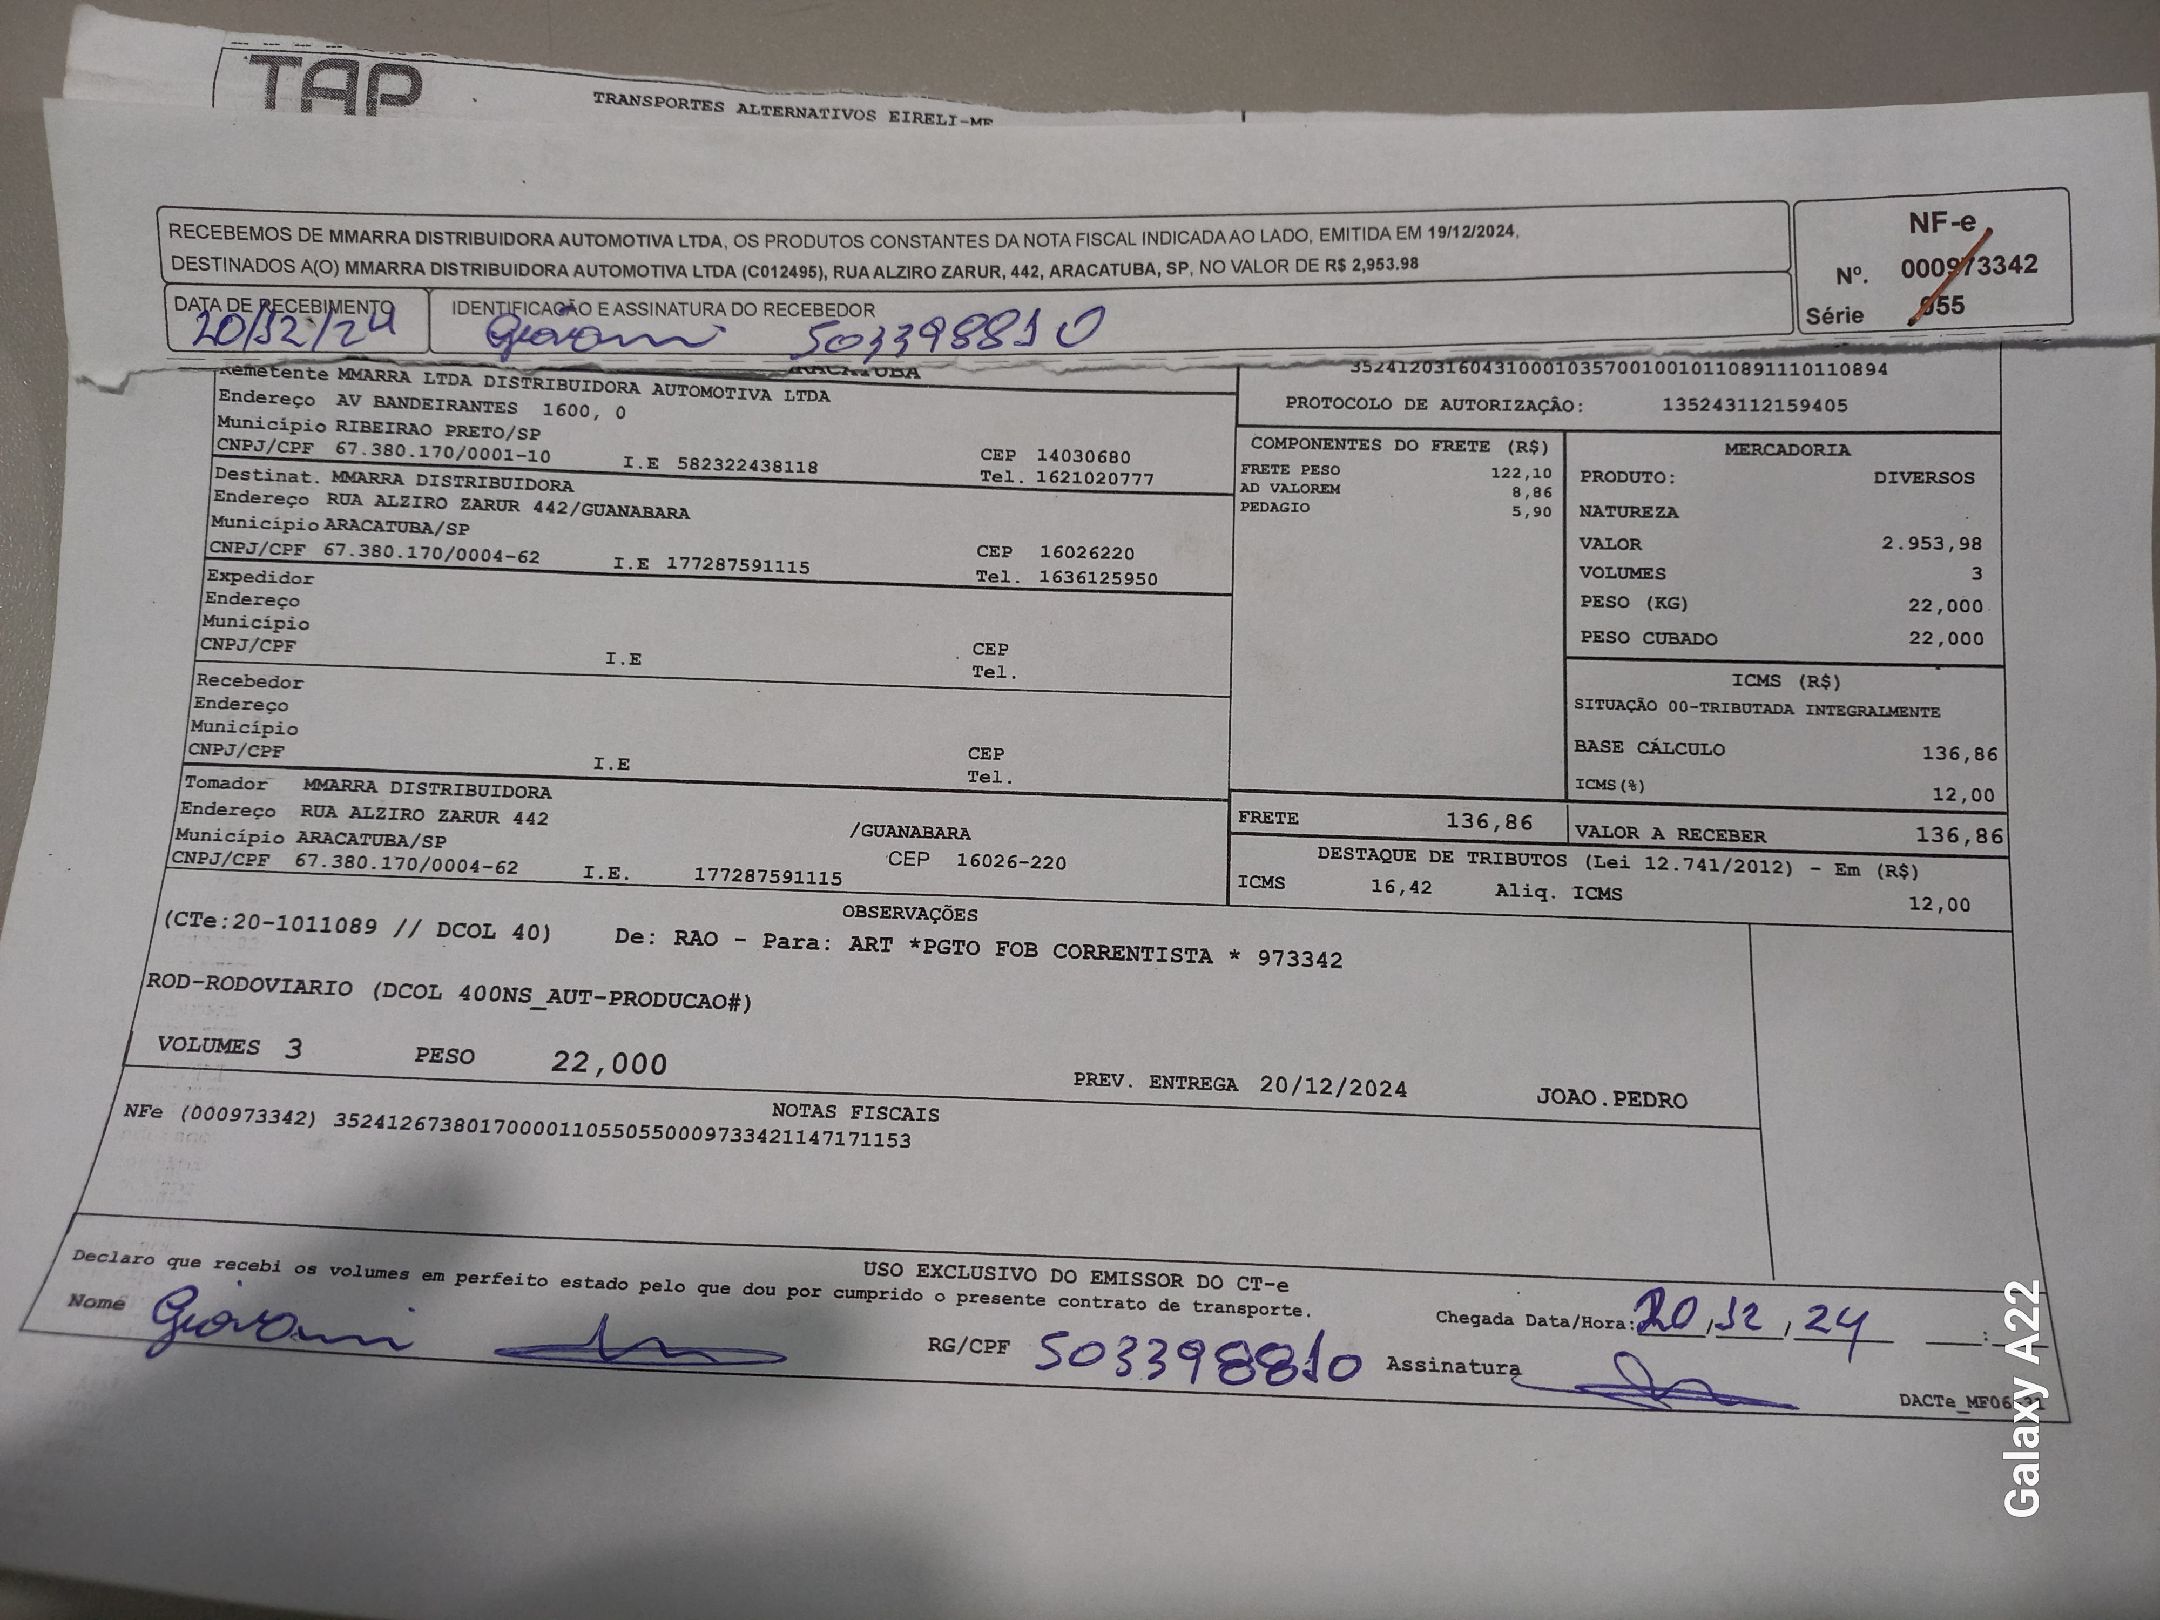 TAP
TRANSPORTES ALTERNATIVOS EIRELI-ME
RECEBEMOS DE MMARRA DISTRIBUIDORA AUTOMOTIVA LTDA, OS PRODUTOS CONSTANTES DA NOTA FISCAL INDICADA AO LADO, EMITIDA EM 19/12/2024,
DESTINADOS A(O) MMARRA DISTRIBUIDORA AUTOMOTIVA LTDA (C012495), RUA ALZIRO ZARUR, 442, ARACATUBA, SP, NO VALOR DE R$ 2,953.98
NF-e
Nº. 000973342
Série 055
DATA DE RECEBIMENTO
20/12/24
IDENTIFICAÇÃO E ASSINATURA DO RECEBEDOR
Giovani 503398810
ARACATUBA
Remetente MMARRA LTDA DISTRIBUIDORA AUTOMOTIVA LTDA
Endereço AV BANDEIRANTES 1600, 0
Município RIBEIRAO PRETO/SP
CEP 14030680
CNPJ/CPF 67.380.170/0001-10 I.E 582322438118
Tel. 1621020777
Destinat. MMARRA DISTRIBUIDORA
Endereço RUA ALZIRO ZARUR 442/GUANABARA
Município ARACATUBA/SP
CEP 16026220
CNPJ/CPF 67.380.170/0004-62 I.E 177287591115
Tel. 1636125950
Expedidor
Endereço
Município
CEP
CNPJ/CPF I.E
Tel.
Recebedor
Endereço
Município
CEP
CNPJ/CPF I.E
Tel.
Tomador MMARRA DISTRIBUIDORA
Endereço RUA ALZIRO ZARUR 442 /GUANABARA
Município ARACATUBA/SP CEP 16026-220
CNPJ/CPF 67.380.170/0004-62 I.E. 177287591115
35241203160431000103570010010110891110110894
PROTOCOLO DE AUTORIZAÇÃO: 135243112159405
COMPONENTES DO FRETE (R$)
FRETE PESO 122,10
AD VALOREM 8,86
PEDAGIO 5,90
MERCADORIA
PRODUTO: DIVERSOS
NATUREZA
VALOR 2.953,98
VOLUMES 3
PESO (KG) 22,000
PESO CUBADO 22,000
ICMS (R$)
SITUAÇÃO 00-TRIBUTADA INTEGRALMENTE
BASE CÁLCULO 136,86
ICMS(%) 12,00
FRETE 136,86
VALOR A RECEBER 136,86
DESTAQUE DE TRIBUTOS (Lei 12.741/2012) - Em (R$)
ICMS 16,42 Aliq. ICMS 12,00
OBSERVAÇÕES
(CTe:20-1011089 // DCOL 40) De: RAO - Para: ART *PGTO FOB CORRENTISTA * 973342
ROD-RODOVIARIO (DCOL 400NS_AUT-PRODUCAO#)
VOLUMES 3 PESO 22,000
PREV. ENTREGA 20/12/2024 JOAO.PEDRO
NOTAS FISCAIS
NFe (000973342) 35241267380170000110550550009733421147171153
USO EXCLUSIVO DO EMISSOR DO CT-e
Declaro que recebi os volumes em perfeito estado pelo que dou por cumprido o presente contrato de transporte.
Chegada Data/Hora: 20/12/24 :
Nome Giovani
RG/CPF 503398810 Assinatura
DACTe_MF06
Galaxy A22